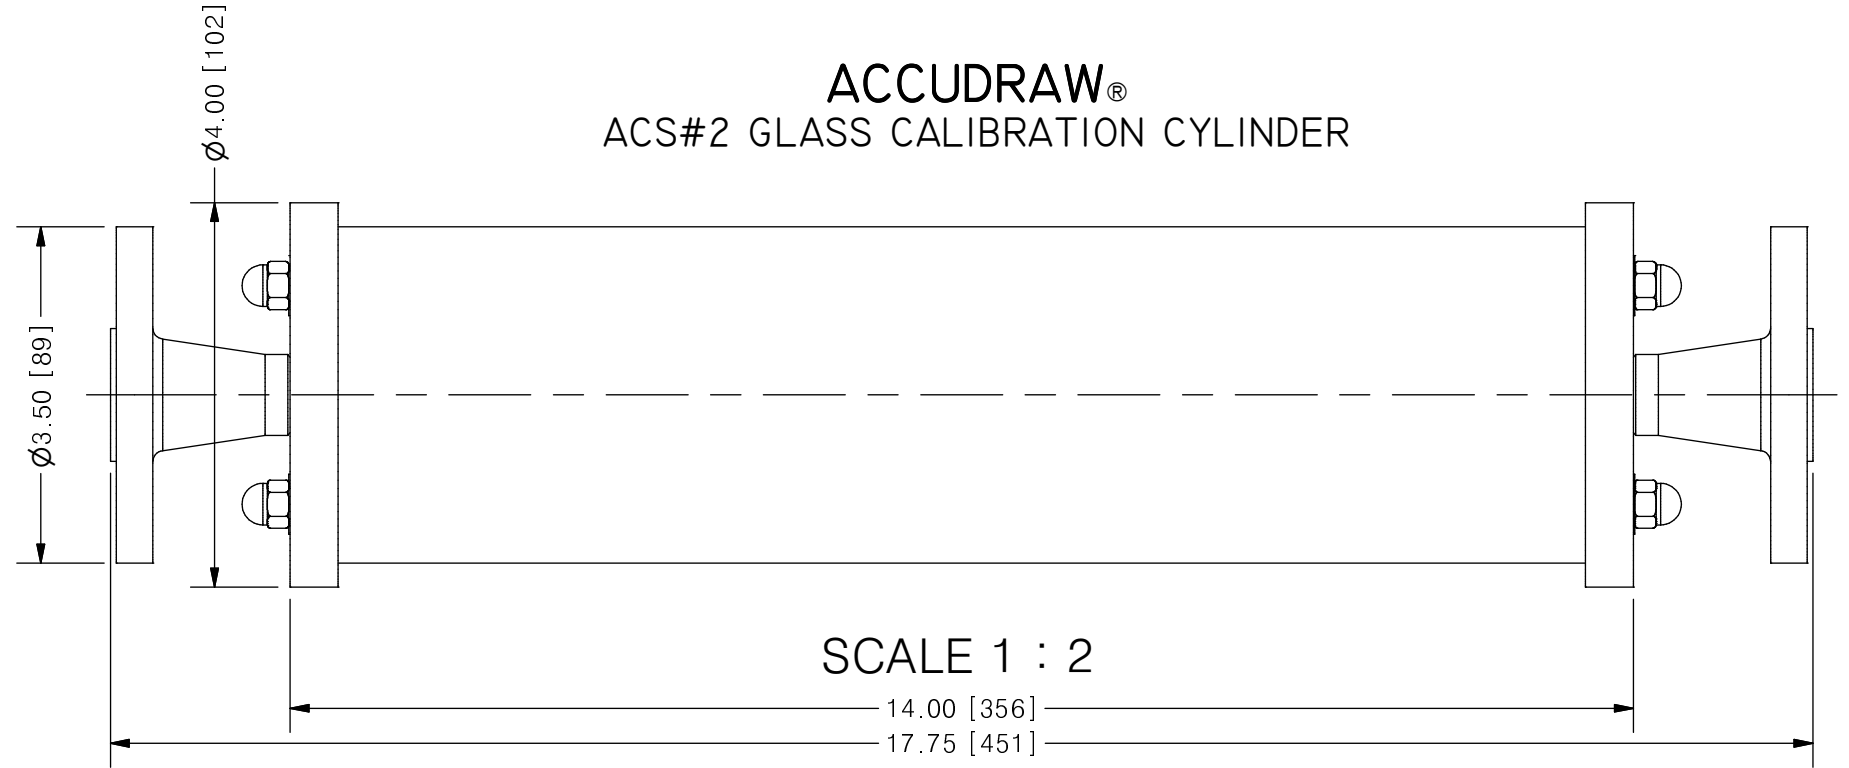 Ø4.00 [102]
ACCUDRAW®
ACS#2 GLASS CALIBRATION CYLINDER
Ø3.50 [89]
SCALE 1 : 2
14.00 [356]
17.75 [451]